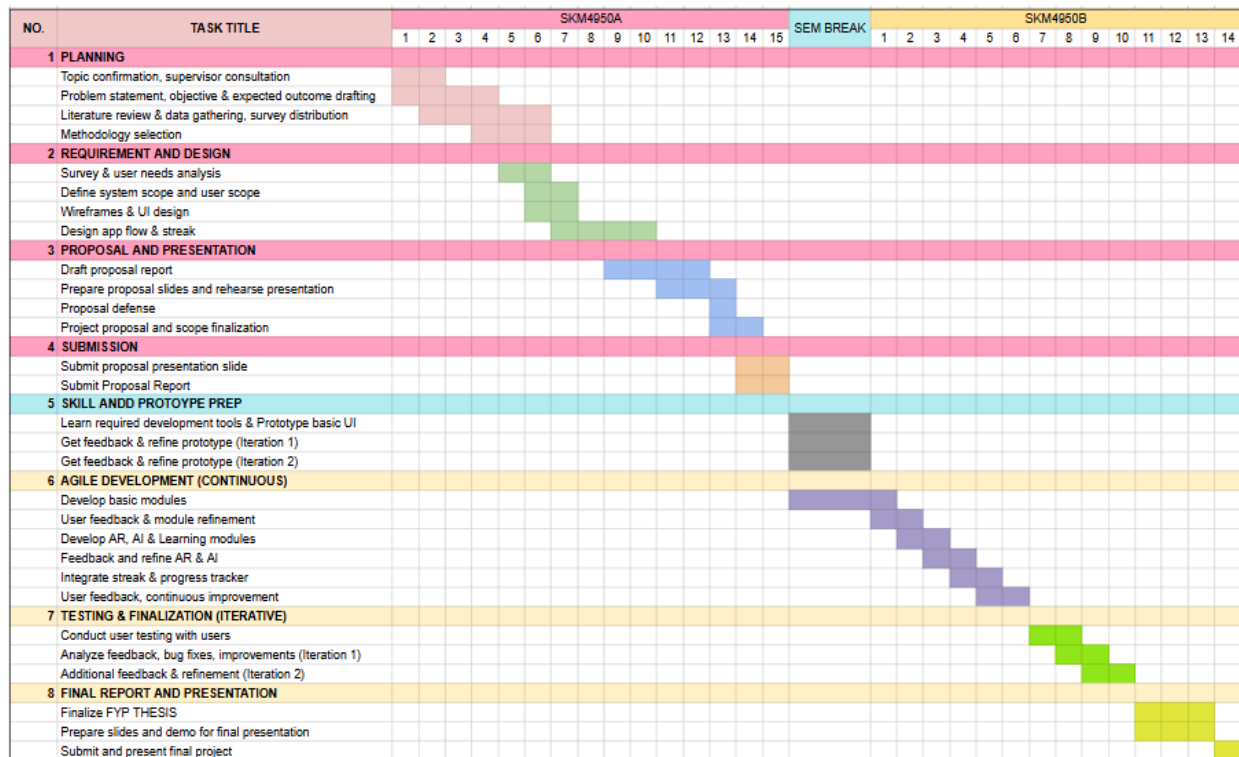 NO. TASK TITLE SKM4950A SEM BREAK SKM4950B
1 2 3 4 5 6 7 8 9 10 11 12 13 14 15 1 2 3 4 5 6 7 8 9 10 11 12 13 14
1 PLANNING
Topic confirmation, supervisor consultation
Problem statement, objective & expected outcome drafting
Literature review & data gathering, survey distribution
Methodology selection
2 REQUIREMENT AND DESIGN
Survey & user needs analysis
Define system scope and user scope
Wireframes & UI design
Design app flow & streak
3 PROPOSAL AND PRESENTATION
Draft proposal report
Prepare proposal slides and rehearse presentation
Proposal defense
Project proposal and scope finalization
4 SUBMISSION
Submit proposal presentation slide
Submit Proposal Report
5 SKILL ANDD PROTOYPE PREP
Learn required development tools & Prototype basic UI
Get feedback & refine prototype (Iteration 1)
Get feedback & refine prototype (Iteration 2)
6 AGILE DEVELOPMENT (CONTINUOUS)
Develop basic modules
User feedback & module refinement
Develop AR, AI & Learning modules
Feedback and refine AR & AI
Integrate streak & progress tracker
User feedback, continuous improvement
7 TESTING & FINALIZATION (ITERATIVE)
Conduct user testing with users
Analyze feedback, bug fixes, improvements (Iteration 1)
Additional feedback & refinement (Iteration 2)
8 FINAL REPORT AND PRESENTATION
Finalize FYP THESIS
Prepare slides and demo for final presentation
Submit and present final project